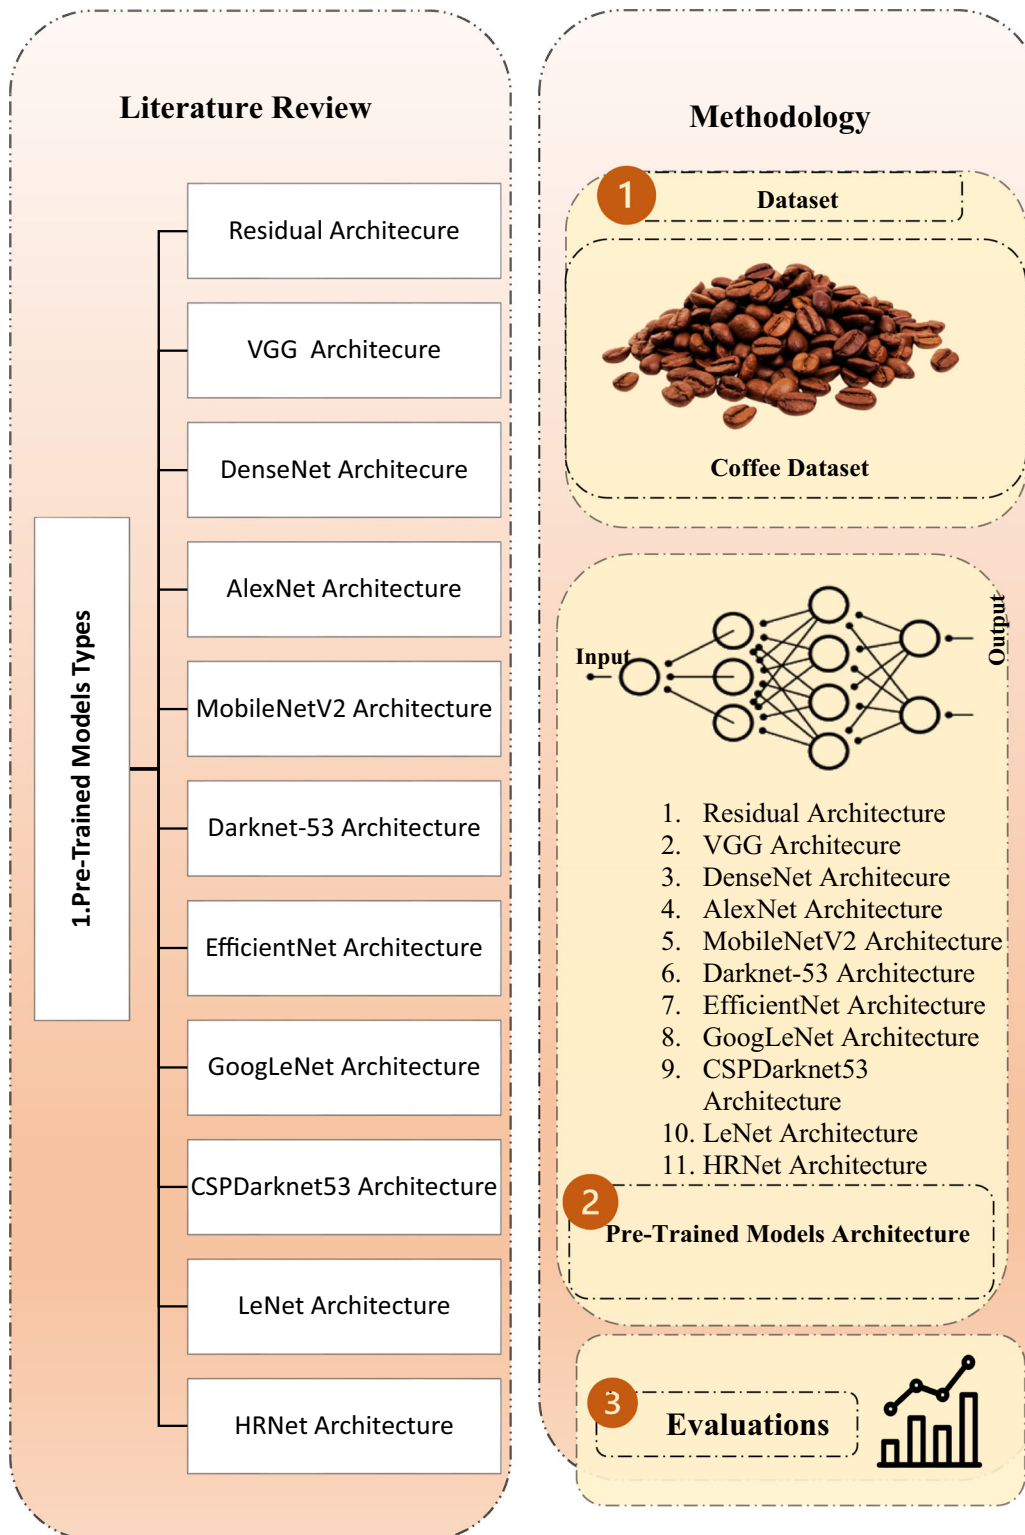 Literature Review
1.Pre-Trained Models Types
Residual Architecure
VGG Architecure
DenseNet Architecure
AlexNet Architecture
MobileNetV2 Architecture
Darknet-53 Architecture
EfficientNet Architecture
GoogLeNet Architecture
CSPDarknet53 Architecture
LeNet Architecture
HRNet Architecture
Methodology
1
Dataset
Coffee Dataset
Input
Output
1. Residual Architecture
2. VGG Architecure
3. DenseNet Architecure
4. AlexNet Architecture
5. MobileNetV2 Architecture
6. Darknet-53 Architecture
7. EfficientNet Architecture
8. GoogLeNet Architecture
9. CSPDarknet53
Architecture
10. LeNet Architecture
11. HRNet Architecture
2
Pre-Trained Models Architecture
3
Evaluations